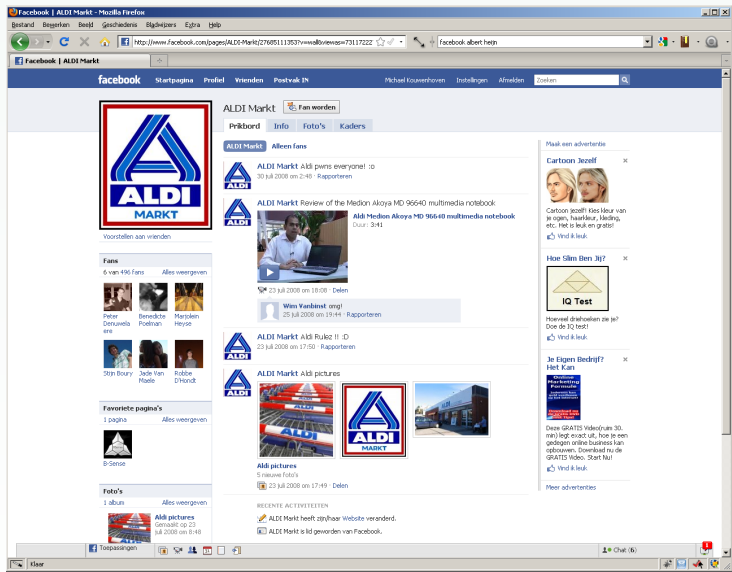 Facebook | ALDI Markt - Mozilla Firefox
Bestand Bewerken Beeld Geschiedenis Bladwijzers Extra Help
http://www.facebook.com/pages/ALDI-Markt/27685111353?v=wall&viewas=7311722Z
facebook albert heijn
Facebook | ALDI Markt
facebook Startpagina Profiel Vrienden Postvak IN Michael Kouwenhoven Instellingen Afmelden Zoeken
ALDI
MARKT
Voorstellen aan vrienden
Fans
6 van 496 fans Alles weergeven
Peter Denuwela ere
Benedicte Poelman
Marjolein Heyse
Stijn Boury
Jade Van Maele
Robbe D'Hondt
Favoriete pagina's
1 pagina Alles weergeven
B-Sense
Foto's
1 album Alles weergeven
Aldi pictures
Gemaakt op 23
juli 2008 om 8:48
ALDI Markt Fan worden
Prikbord Info Foto's Kaders
ALDI Markt Alleen fans
ALDI Markt Aldi pwns everyone! :o
30 juli 2008 om 2:48 · Rapporteren
ALDI
ALDI Markt Review of the Medion Akoya MD 96640 multimedia notebook
ALDI
Aldi Medion Akoya MD 96640 multimedia notebook
Duur: 3:41
23 juli 2008 om 18:08 · Delen
Wim Vanbinst omg!
25 juli 2008 om 19:44 · Rapporteren
ALDI Markt Aldi Rulez !! :D
23 juli 2008 om 17:50 · Rapporteren
ALDI
ALDI Markt Aldi pictures
ALDI
ALDI
MARKT
Aldi pictures
5 nieuwe foto's
23 juli 2008 om 17:49 · Delen
RECENTE ACTIVITEITEN
ALDI Markt heeft zijn/haar Website veranderd.
ALDI Markt is lid geworden van Facebook.
Maak een advertentie
Cartoon Jezelf
Cartoon jezelf! Kies kleur van
je ogen, haarkleur, kleding,
etc. Het is leuk en gratis!
Vind ik leuk
Hoe Slim Ben Jij?
IQ Test
Hoeveel driehoeken zie je?
Doe de IQ test!
Vind ik leuk
Je Eigen Bedrijf?
Het Kan
Online
Marketing
Formule
Deze GRATIS Video(ruim 30.
min) legt exact uit, hoe je een
gedegen online business kan
opbouwen. Download nu de
GRATIS Video. Start Nu!
Vind ik leuk
Meer advertenties
Toepassingen
Chat (6)
Klaar